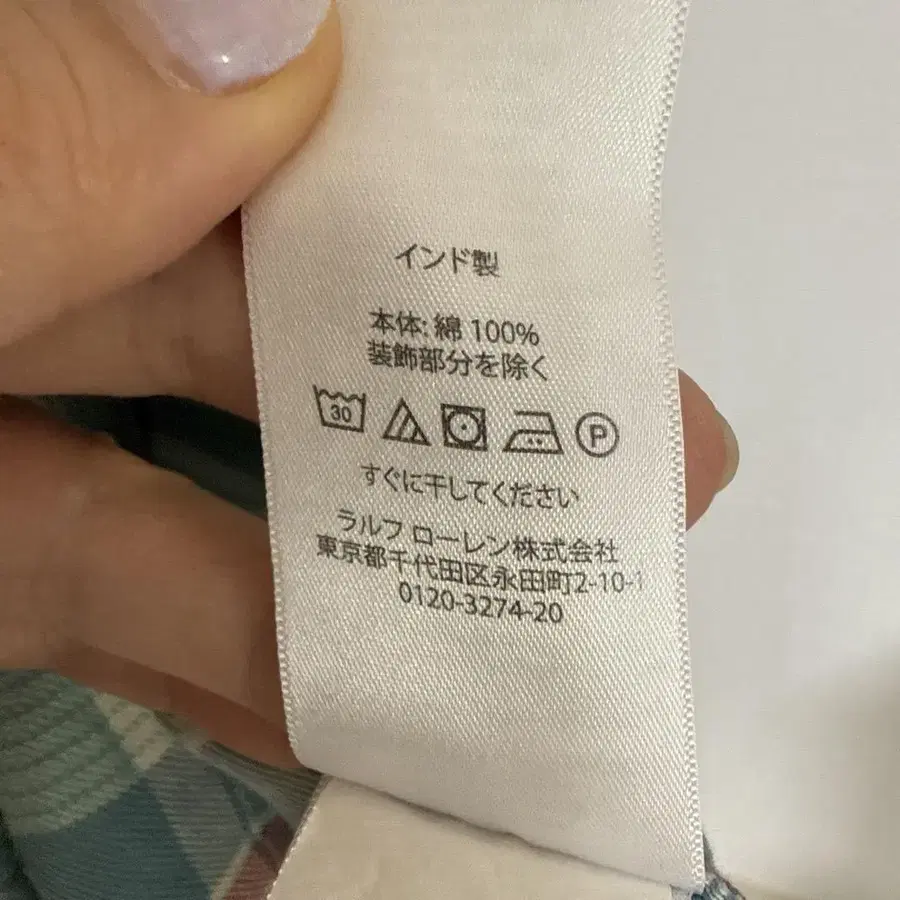 インド製
本体: 綿 100%
装飾部分を除く
30 P
すぐに干してください
ラルフ ローレン株式会社
東京都千代田区永田町2-10-1
0120-3274-20